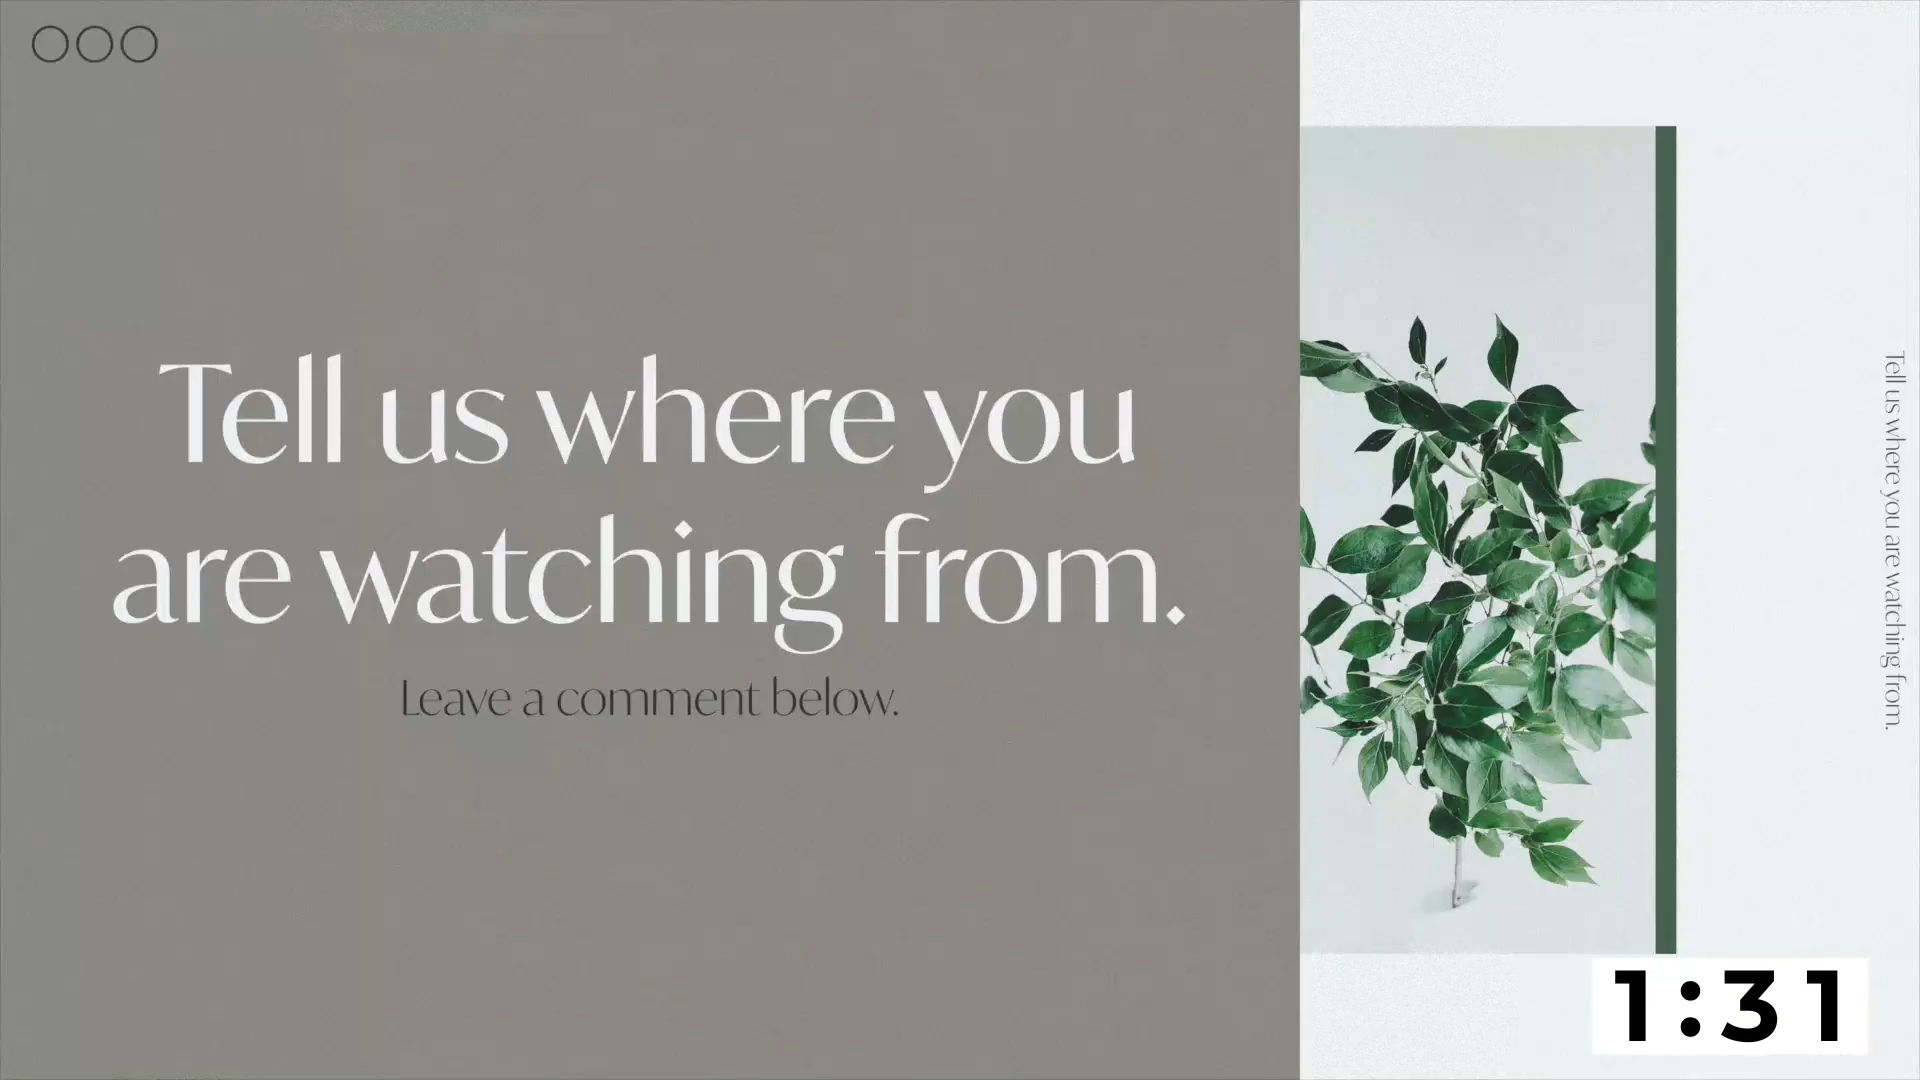 Tell us where you
are watching from.
Leave a comment below.
Tell us where you are watching from.
1:31